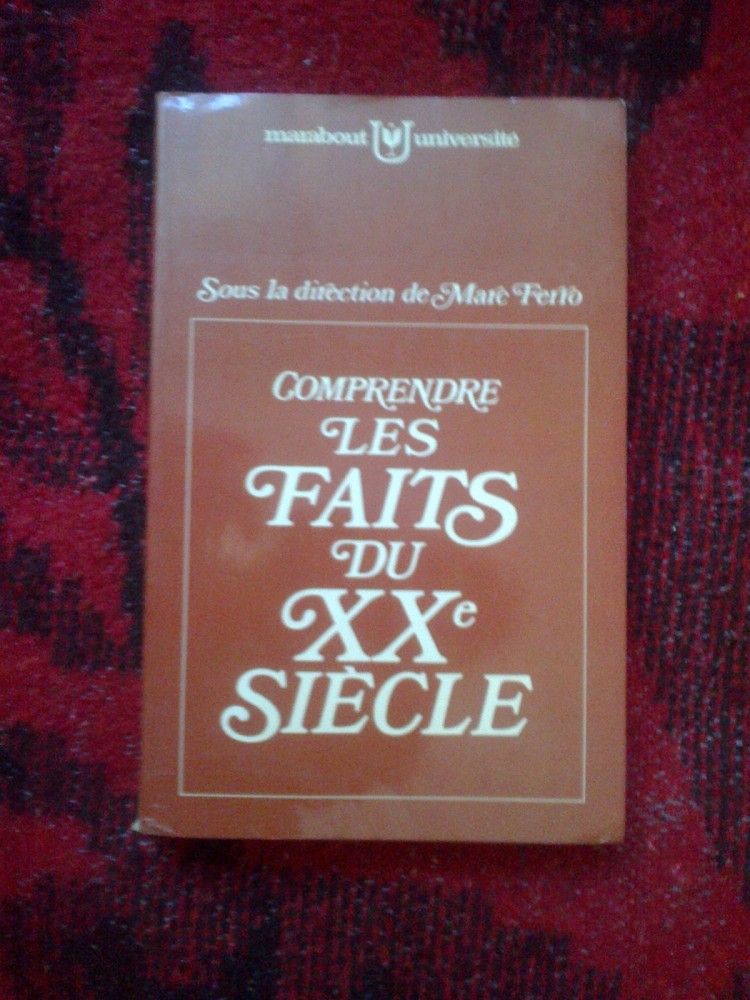 marabout université
Sous la direction de Marc Ferro
COMPRENDRE
LES
FAITS
DU
XXe
SIÈCLE